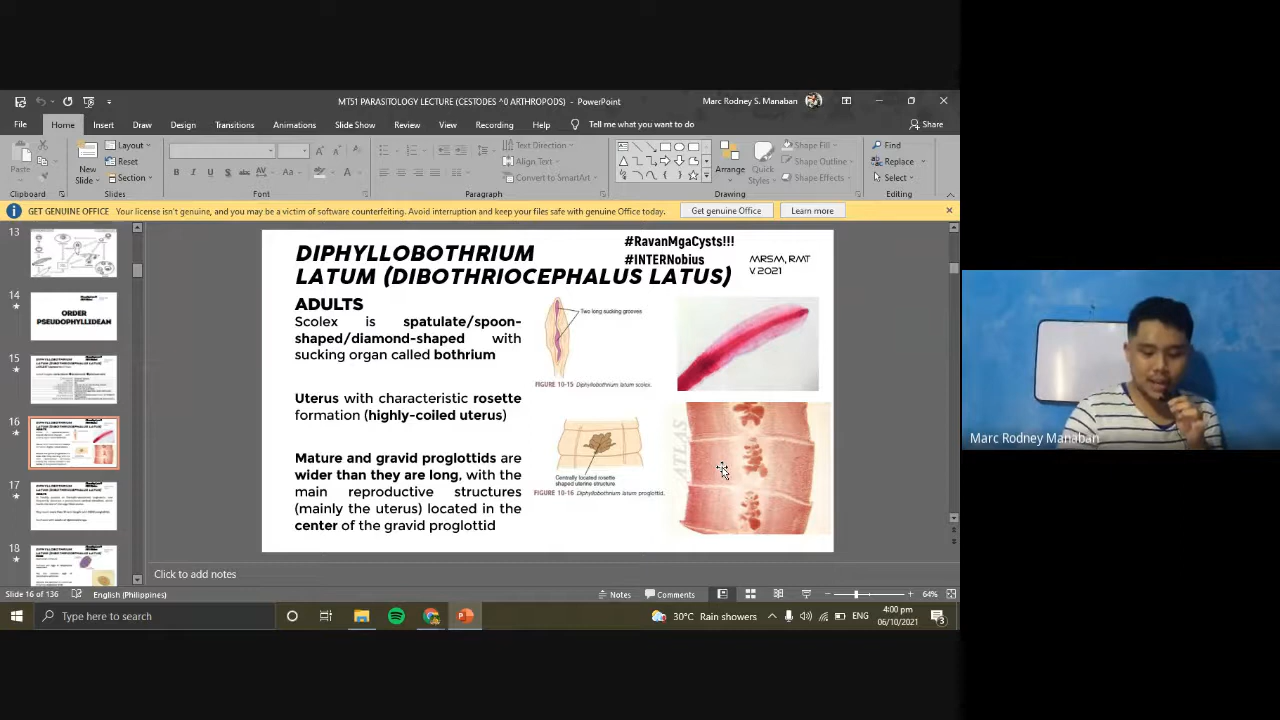 MT51 PARASITOLOGY LECTURE (CESTODES ^0 ARTHROPODS) - PowerPoint
Marc Rodney S. Manaban
File Home Insert Draw Design Transitions Animations Slide Show Review View Recording Help Tell me what you want to do Share
Paste
New Slide
Layout
Reset
Section
Text Direction
Align Text
Convert to SmartArt
Arrange
Quick Styles
Shape Fill
Shape Outline
Shape Effects
Find
Replace
Select
Clipboard Slides Font Paragraph Drawing Editing
GET GENUINE OFFICE Your license isn't genuine, and you may be a victim of software counterfeiting. Avoid interruption and keep your files safe with genuine Office today. Get genuine Office Learn more
13
14
ORDER
PSEUDOPHYLLIDEAN
15
16
17
18
DIPHYLLOBOTHRIUM
LATUM (DIBOTHRIOCEPHALUS LATUS)
#RavanMgaCysts!!!
#INTERNobius
MRSM, RMT
V 2021
ADULTS
Scolex is spatulate/spoon-
shaped/diamond-shaped with
sucking organ called bothrium
Uterus with characteristic rosette
formation (highly-coiled uterus)
Mature and gravid proglottids are
wider than they are long, with the
main reproductive structures
(mainly the uterus) located in the
center of the gravid proglottid
Two long sucking grooves
FIGURE 10-15 Diphyllobothrium latum scolex.
Centrally located rosette
shaped uterine structure
FIGURE 10-16 Diphyllobothrium latum proglottid.
ATLAS
Click to add notes
Slide 16 of 136 English (Philippines) Notes Comments 64%
Type here to search
30°C Rain showers
ENG
4:00 pm
06/10/2021
3
Marc Rodney Manaban